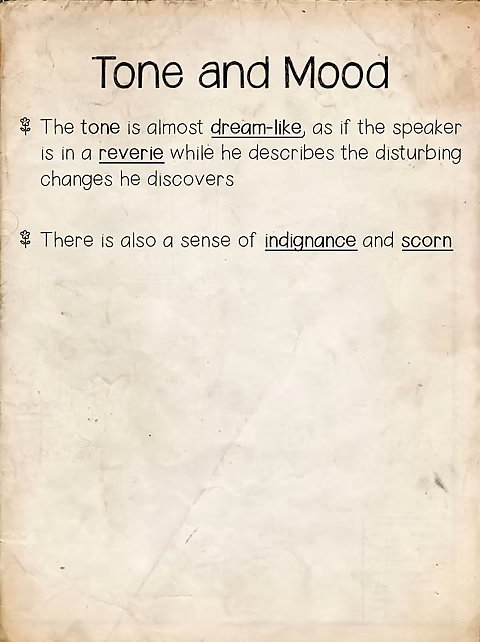 Tone and Mood
The tone is almost dream-like, as if the speaker
is in a reverie while he describes the disturbing
changes he discovers
There is also a sense of indignance and scorn